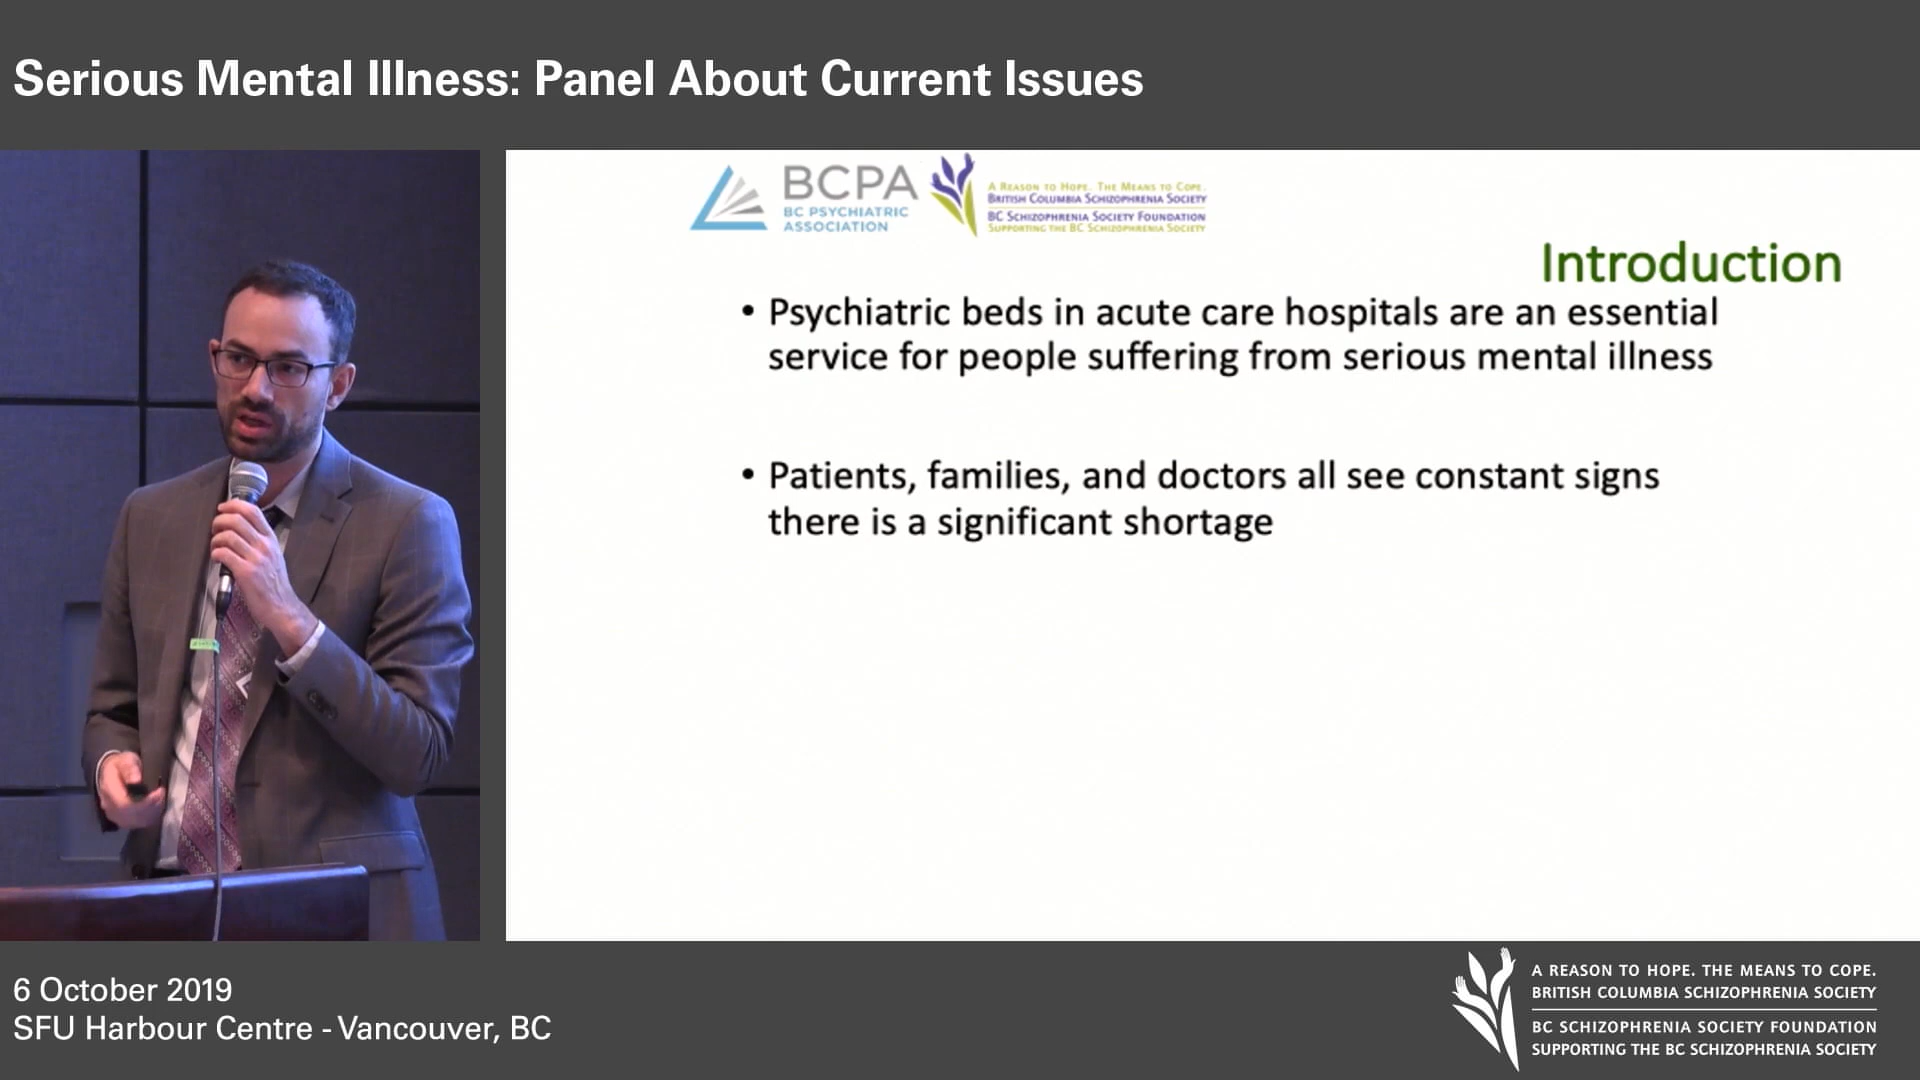 Serious Mental Illness: Panel About Current Issues
BCPA
BC PSYCHIATRIC
ASSOCIATION
A REASON TO HOPE. THE MEANS TO COPE.
BRITISH COLUMBIA SCHIZOPHRENIA SOCIETY
BC SCHIZOPHRENIA SOCIETY FOUNDATION
SUPPORTING THE BC SCHIZOPHRENIA SOCIETY
Introduction
• Psychiatric beds in acute care hospitals are an essential
service for people suffering from serious mental illness
• Patients, families, and doctors all see constant signs
there is a significant shortage
6 October 2019
SFU Harbour Centre - Vancouver, BC
A REASON TO HOPE. THE MEANS TO COPE.
BRITISH COLUMBIA SCHIZOPHRENIA SOCIETY
BC SCHIZOPHRENIA SOCIETY FOUNDATION
SUPPORTING THE BC SCHIZOPHRENIA SOCIETY